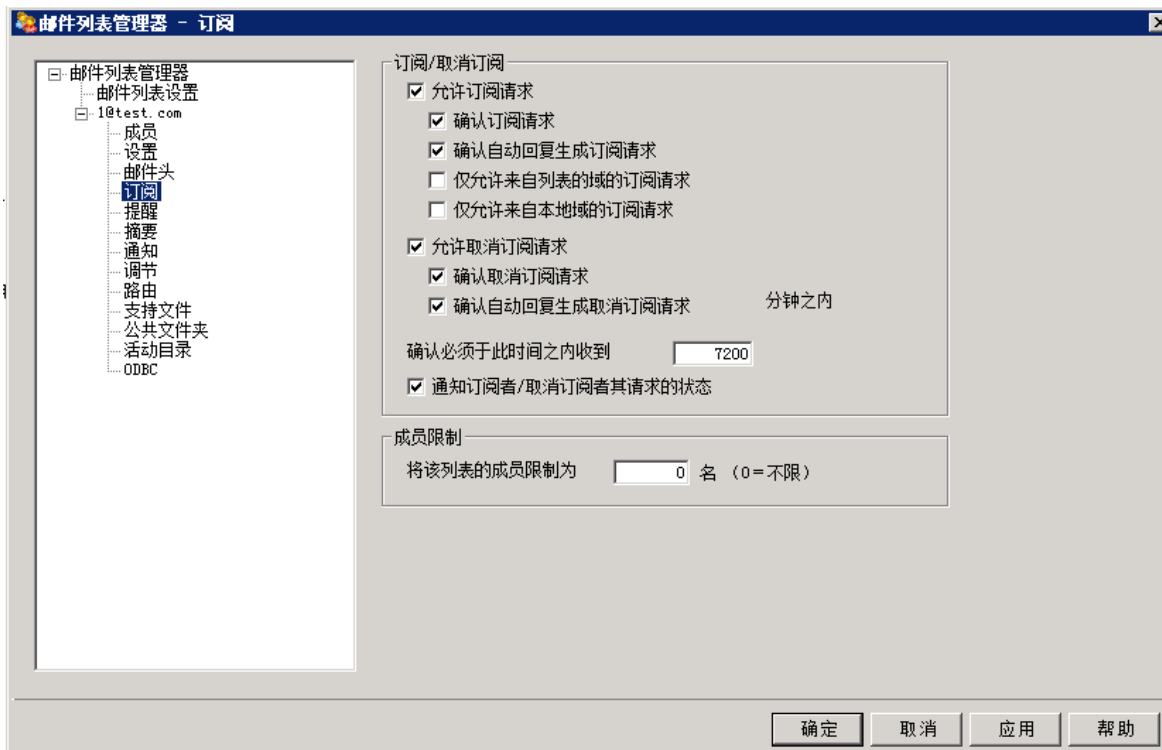 邮件列表管理器 - 订阅
邮件列表管理器
邮件列表设置
1@test.com
成员
设置
邮件头
订阅
提醒
摘要
通知
调节
路由
支持文件
公共文件夹
活动目录
ODBC
订阅/取消订阅
允许订阅请求
确认订阅请求
确认自动回复生成订阅请求
仅允许来自列表的域的订阅请求
仅允许来自本地域的订阅请求
允许取消订阅请求
确认取消订阅请求
确认自动回复生成取消订阅请求 分钟之内
确认必须于此时间之内收到 7200
通知订阅者/取消订阅者其请求的状态
成员限制
将该列表的成员限制为 0 名 (0=不限)
确定 取消 应用 帮助